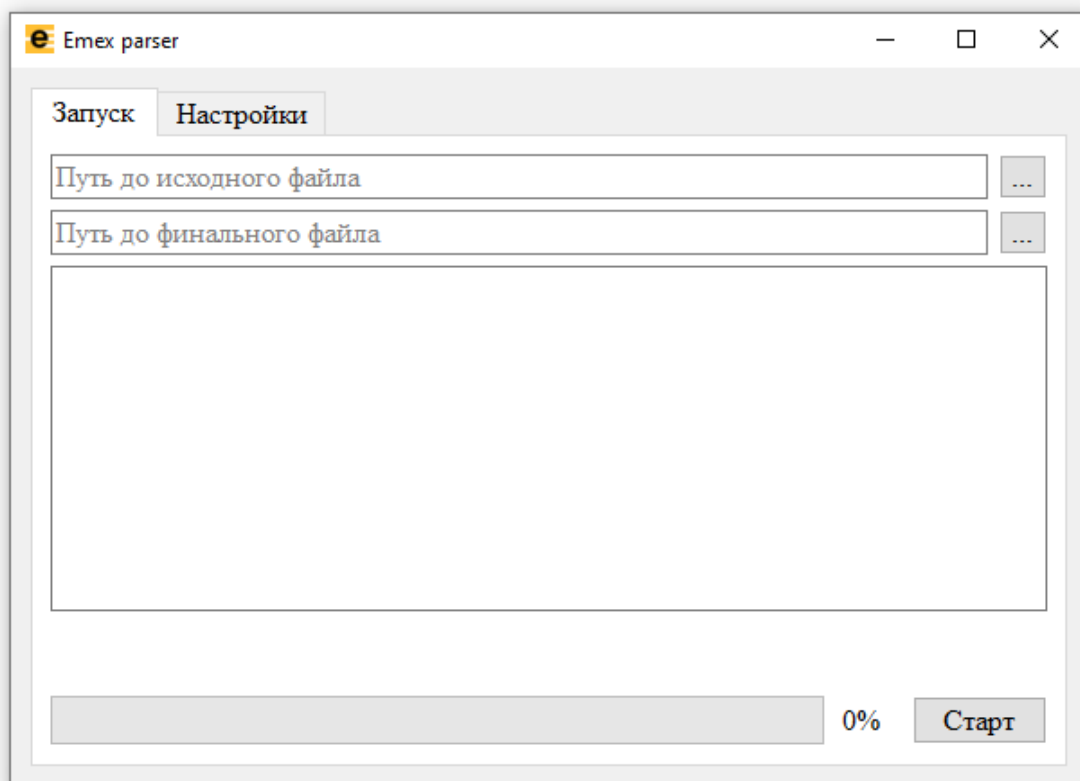 e Emex parser
Запуск Настройки
Путь до исходного файла ...
Путь до финального файла ...
0% Старт